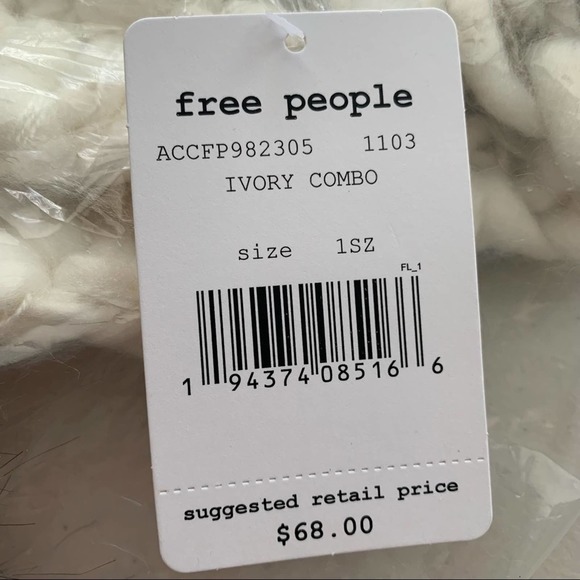 free people
ACCFP982305 1103
IVORY COMBO
size 1SZ
FL_1
1 94374 08516 6
suggested retail price
$68.00